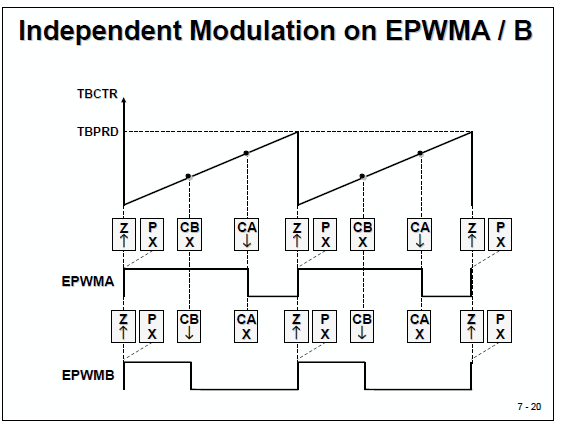 Independent Modulation on EPWMA / B
TBCTR
TBPRD
Z P CB CA Z P CB CA Z P
↑ X X ↓ ↑ X X ↓ ↑ X
EPWMA
Z P CB CA Z P CB CA Z P
↑ X ↓ X ↑ X ↓ X ↑ X
EPWMB
7 - 20